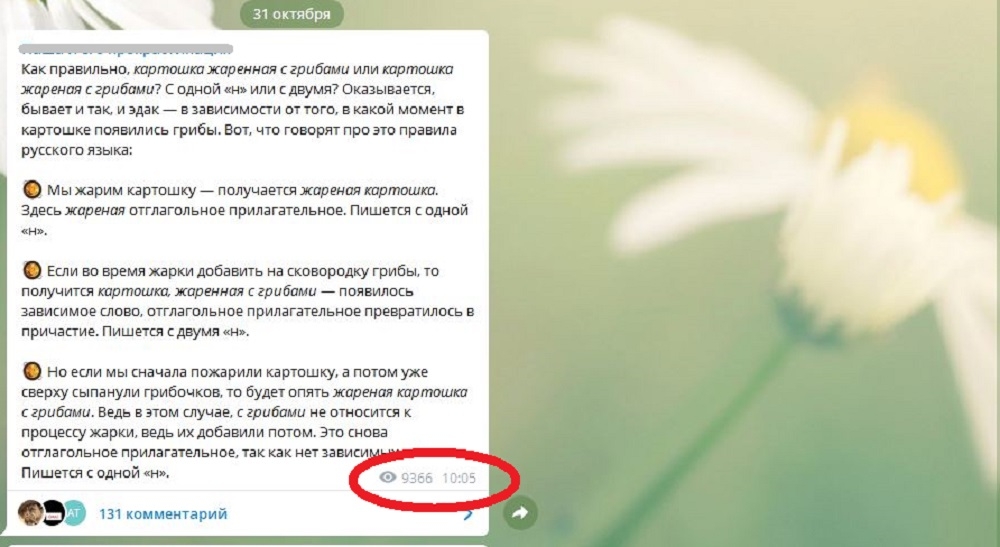 31 октября
Как правильно, картошка жаренная с грибами или картошка
жареная с грибами? С одной «н» или с двумя? Оказывается,
бывает и так, и эдак — в зависимости от того, в какой момент в
картошке появились грибы. Вот, что говорят про это правила
русского языка:
Мы жарим картошку — получается жареная картошка.
Здесь жареная отглагольное прилагательное. Пишется с одной
«н».
Если во время жарки добавить на сковородку грибы, то
получится картошка, жаренная с грибами — появилось
зависимое слово, отглагольное прилагательное превратилось в
причастие. Пишется с двумя «н».
Но если мы сначала пожарили картошку, а потом уже
сверху сыпанули грибочков, то будет опять жареная картошка
с грибами. Ведь в этом случае, с грибами не относится к
процессу жарки, ведь их добавили потом. Это снова
отглагольное прилагательное, так как нет
Пишется с одной «н».
9366 10:05
АТ
131 комментарий